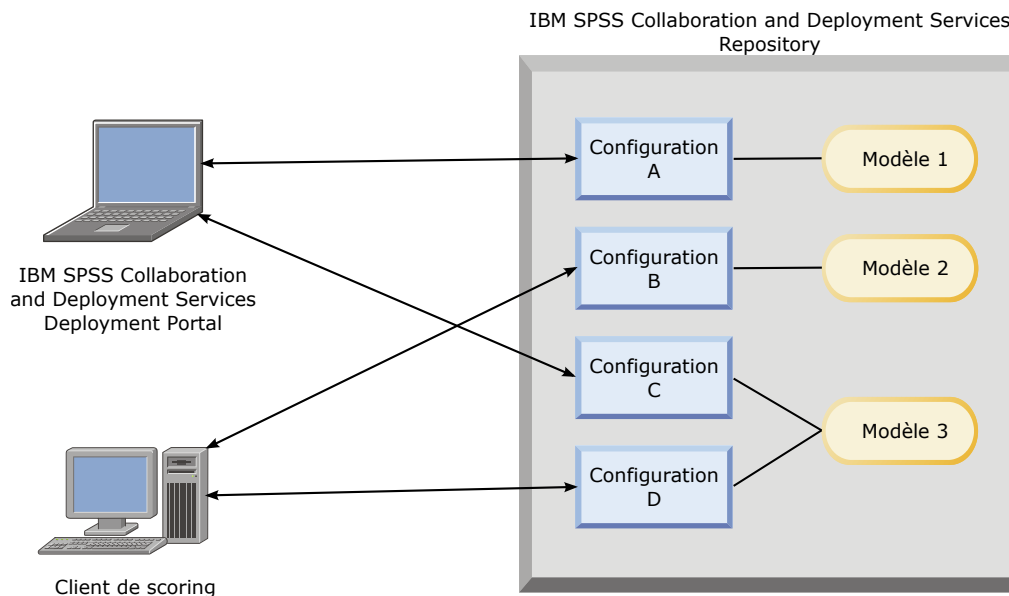 IBM SPSS Collaboration and Deployment Services
Repository
Configuration
A
Modèle 1
Configuration
B
Modèle 2
IBM SPSS Collaboration
and Deployment Services
Deployment Portal
Configuration
C
Modèle 3
Configuration
D
Client de scoring